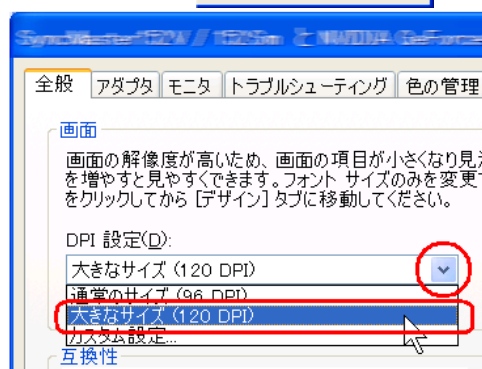 全般 アダプタ モニタ トラブルシューティング 色の管理
画面
画面の解像度が高いため、画面の項目が小さくなり見
を増やすと見やすくできます。フォント サイズのみを変更
をクリックしてから [デザイン] タブに移動してください。
DPI 設定(D):
大きなサイズ (120 DPI)
通常のサイズ (96 DPI)
大きなサイズ (120 DPI)
カスタム設定...
互換性